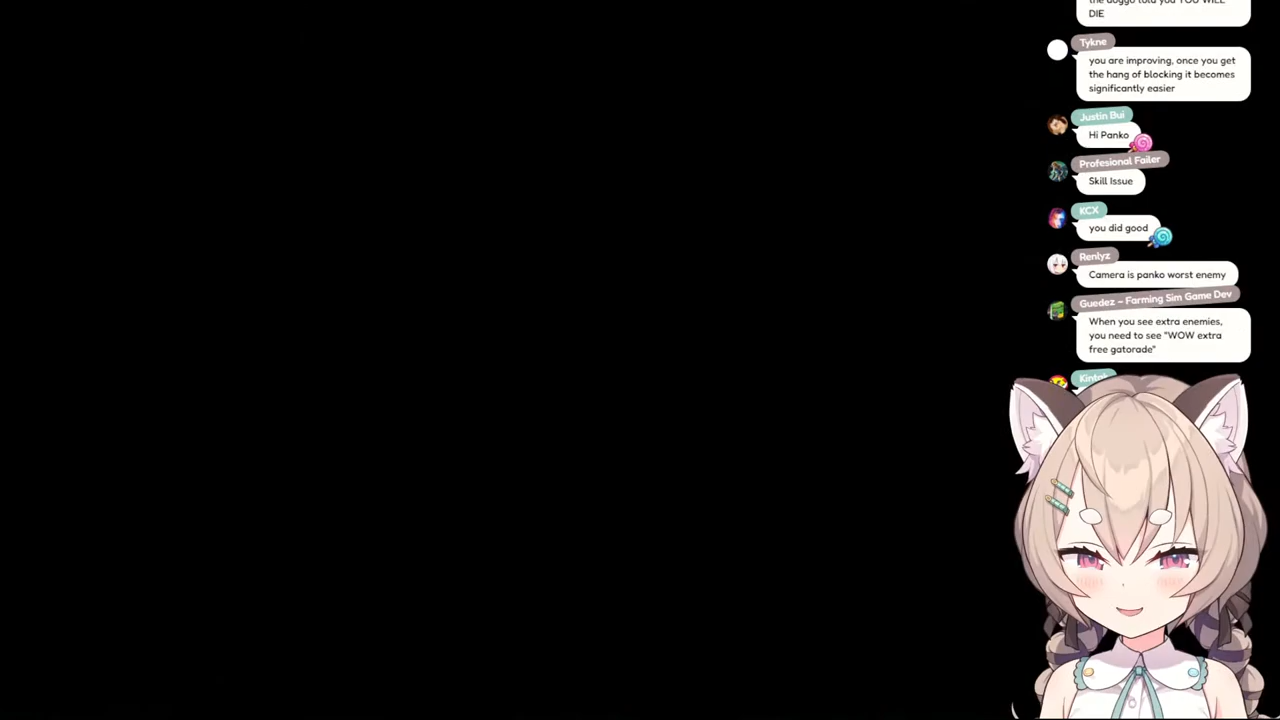 the doggo told you YOU WILL
DIE
Tykne
you are improving, once you get
the hang of blocking it becomes
significantly easier
Justin Bui
Hi Panko
Profesional Failer
Skill Issue
KCX
you did good
Renlyz
Camera is panko worst enemy
Guedez ~ Farming Sim Game Dev
When you see extra enemies,
you need to see "WOW extra
free gatorade"